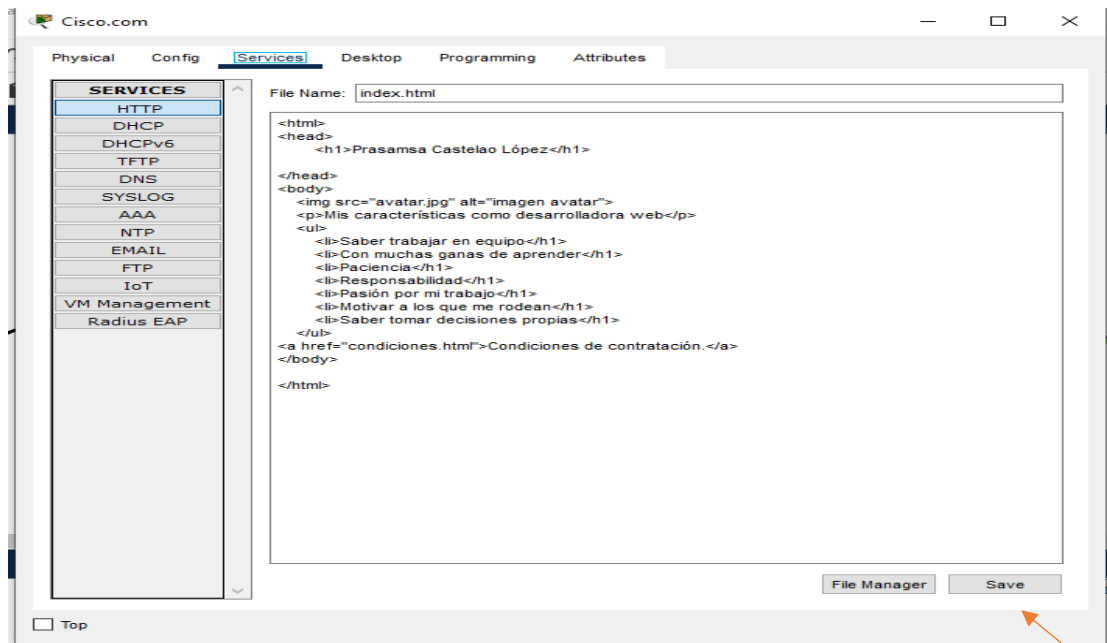 Cisco.com
Physical Config Services Desktop Programming Attributes
SERVICES
HTTP
DHCP
DHCPv6
TFTP
DNS
SYSLOG
AAA
NTP
EMAIL
FTP
IoT
VM Management
Radius EAP
File Name: index.html
<html>
<head>
<h1>Prasamsa Castelao López</h1>
</head>
<body>
<img src="avatar.jpg" alt="imagen avatar">
<p>Mis características como desarrolladora web</p>
<ul>
<li>Saber trabajar en equipo</h1>
<li>Con muchas ganas de aprender</h1>
<li>Paciencia</h1>
<li>Responsabilidad</h1>
<li>Pasión por mi trabajo</h1>
<li>Motivar a los que me rodean</h1>
<li>Saber tomar decisiones propias</h1>
</ul>
<a href="condiciones.html">Condiciones de contratación.</a>
</body>
</html>
File Manager Save
Top